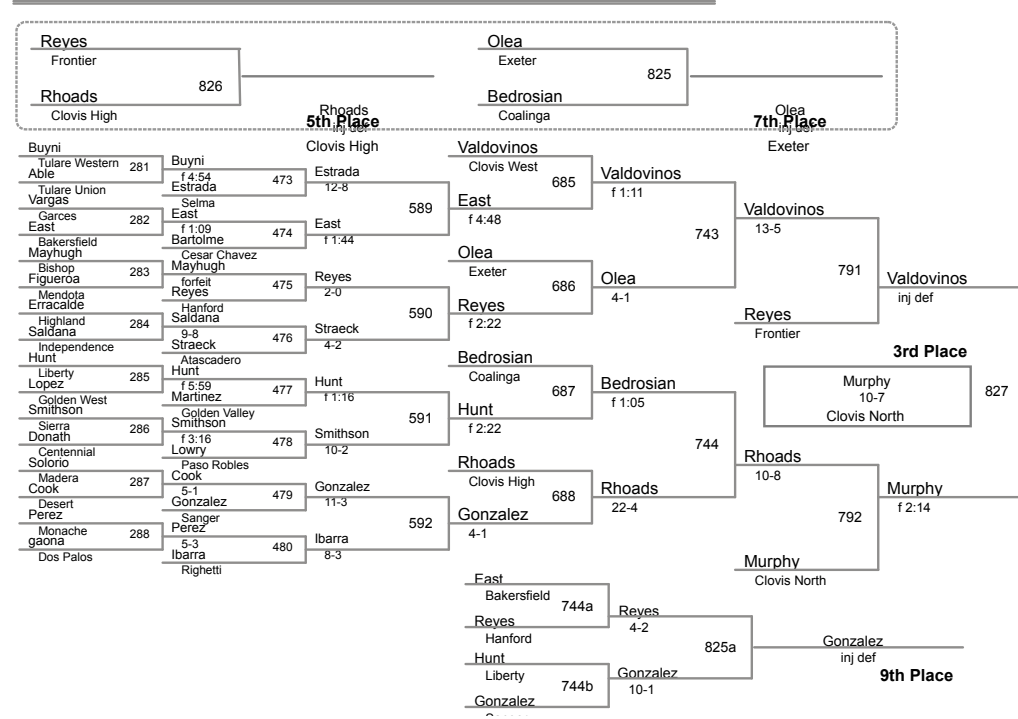 Reyes
Frontier
826
Rhoads
Clovis High
Rhoads
inj def
5th Place
Clovis High
Olea
Exeter
825
Bedrosian
Coalinga
Olea
inj def
7th Place
Exeter
Buyni
Tulare Western
281
Able
Tulare Union
Vargas
Garces
282
East
Bakersfield
Mayhugh
Bishop
283
Figueroa
Mendota
Erracalde
Highland
284
Saldana
Independence
Hunt
Liberty
285
Lopez
Golden West
Smithson
Sierra
286
Donath
Centennial
Solorio
Madera
287
Cook
Desert
Perez
Monache
288
gaona
Dos Palos
Buyni
f 4:54
473
Estrada
Selma
East
f 1:09
474
Bartolme
Cesar Chavez
Mayhugh
forfeit
475
Reyes
Hanford
Saldana
9-8
476
Straeck
Atascadero
Hunt
f 5:59
477
Martinez
Golden Valley
Smithson
f 3:16
478
Lowry
Paso Robles
Cook
5-1
479
Gonzalez
Sanger
Perez
5-3
480
Ibarra
Righetti
Estrada
12-8
589
East
f 1:44
Reyes
2-0
590
Straeck
4-2
Hunt
f 1:16
591
Smithson
10-2
Gonzalez
11-3
592
Ibarra
8-3
Valdovinos
Clovis West
685
East
f 4:48
Olea
Exeter
686
Reyes
f 2:22
Bedrosian
Coalinga
687
Hunt
f 2:22
Rhoads
Clovis High
688
Gonzalez
4-1
Valdovinos
f 1:11
743
Olea
4-1
Bedrosian
f 1:05
744
Rhoads
22-4
Valdovinos
13-5
791
Reyes
Frontier
Rhoads
10-8
792
Murphy
Clovis North
Valdovinos
inj def
3rd Place
Murphy
10-7
Clovis North
827
Murphy
f 2:14
East
Bakersfield
744a
Reyes
Hanford
Hunt
Liberty
744b
Gonzalez
Reyes
4-2
825a
Gonzalez
10-1
Gonzalez
inj def
9th Place